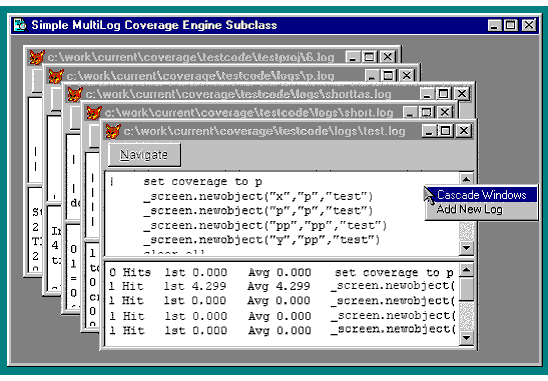 Simple MultiLog Coverage Engine Subclass
c:\work\current\coverage\testcode\testproj\6.log
c:\work\current\coverage\testcode\logs\p.log
c:\work\current\coverage\testcode\logs\shorttas.log
c:\work\current\coverage\testcode\logs\short.log
c:\work\current\coverage\testcode\logs\test.log
Navigate
set coverage to p
_screen.newobject("x","p","test")
_screen.newobject("p","p","test")
_screen.newobject("pp","pp","test")
_screen.newobject("y","pp","test")
Cascade Windows
Add New Log
0 Hits 1st 0.000 Avg 0.000 set coverage to p
1 Hit 1st 4.299 Avg 4.299 _screen.newobject(
1 Hit 1st 0.000 Avg 0.000 _screen.newobject(
1 Hit 1st 0.000 Avg 0.000 _screen.newobject(
1 Hit 1st 0.000 Avg 0.000 _screen.newobject(